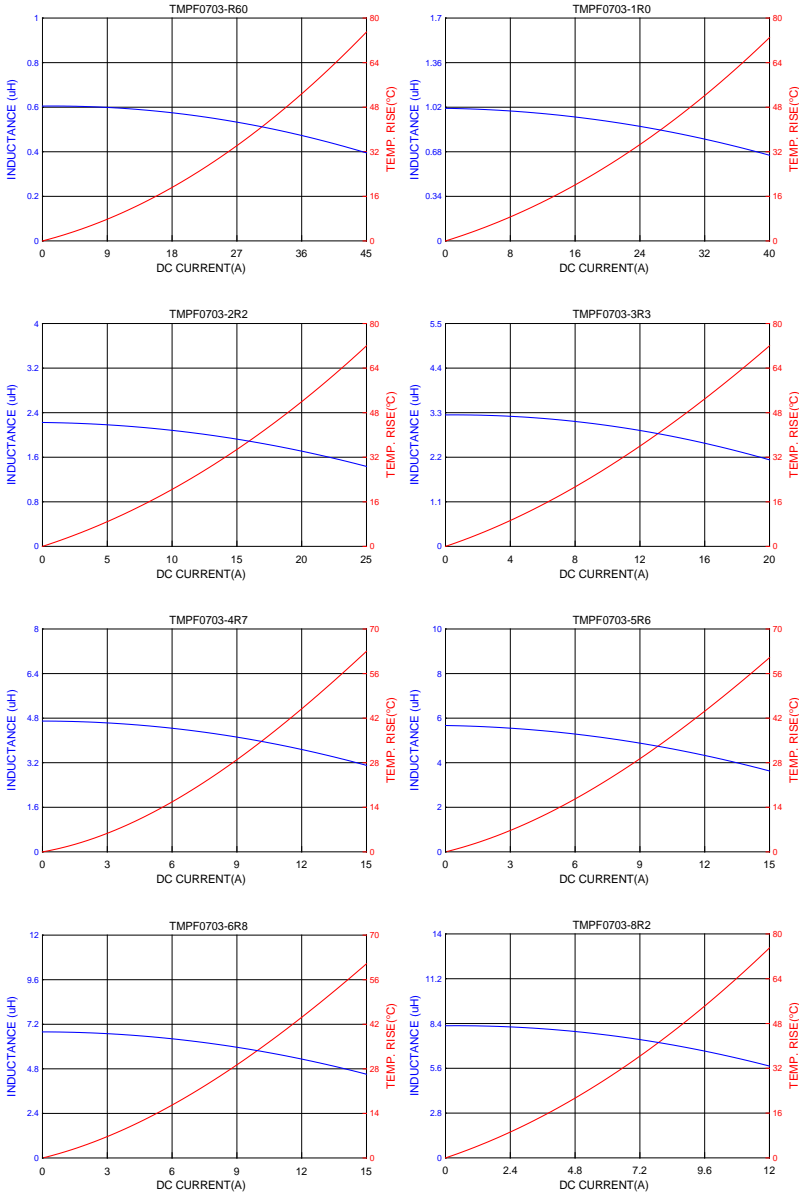 TMPF0703-R60
INDUCTANCE (uH)
1
0.8
0.6
0.4
0.2
0
80
64
48
32
16
0
TEMP. RISE(°C)
0 9 18 27 36 45
DC CURRENT(A)
TMPF0703-1R0
INDUCTANCE (uH)
1.7
1.36
1.02
0.68
0.34
0
80
64
48
32
16
0
TEMP. RISE(°C)
0 8 16 24 32 40
DC CURRENT(A)
TMPF0703-2R2
INDUCTANCE (uH)
4
3.2
2.4
1.6
0.8
0
80
64
48
32
16
0
TEMP. RISE(°C)
0 5 10 15 20 25
DC CURRENT(A)
TMPF0703-3R3
INDUCTANCE (uH)
5.5
4.4
3.3
2.2
1.1
0
80
64
48
32
16
0
TEMP. RISE(°C)
0 4 8 12 16 20
DC CURRENT(A)
TMPF0703-4R7
INDUCTANCE (uH)
8
6.4
4.8
3.2
1.6
0
70
56
42
28
14
0
TEMP. RISE(°C)
0 3 6 9 12 15
DC CURRENT(A)
TMPF0703-5R6
INDUCTANCE (uH)
10
8
6
4
2
0
70
56
42
28
14
0
TEMP. RISE(°C)
0 3 6 9 12 15
DC CURRENT(A)
TMPF0703-6R8
INDUCTANCE (uH)
12
9.6
7.2
4.8
2.4
0
70
56
42
28
14
0
TEMP. RISE(°C)
0 3 6 9 12 15
DC CURRENT(A)
TMPF0703-8R2
INDUCTANCE (uH)
14
11.2
8.4
5.6
2.8
0
80
64
48
32
16
0
TEMP. RISE(°C)
0 2.4 4.8 7.2 9.6 12
DC CURRENT(A)